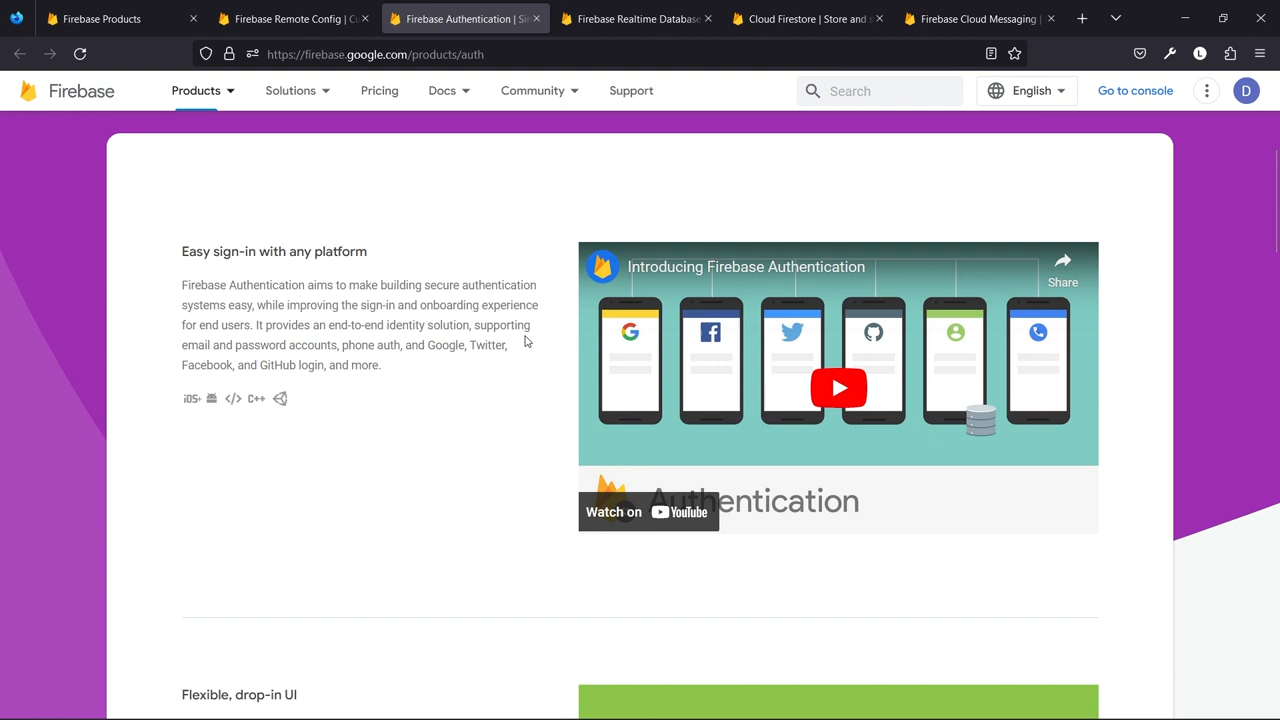 Firebase Products
Firebase Remote Config | Cu
Firebase Authentication | Sin
Firebase Realtime Database
Cloud Firestore | Store and s
Firebase Cloud Messaging |
https://firebase.google.com/products/auth
L
Firebase
Products
Solutions
Pricing
Docs
Community
Support
Search
English
Go to console
D
Easy sign-in with any platform
Firebase Authentication aims to make building secure authentication
systems easy, while improving the sign-in and onboarding experience
for end users. It provides an end-to-end identity solution, supporting
email and password accounts, phone auth, and Google, Twitter,
Facebook, and GitHub login, and more.
iOS+ </> C++
Introducing Firebase Authentication
Share
Authentication
Watch on YouTube
Flexible, drop-in UI